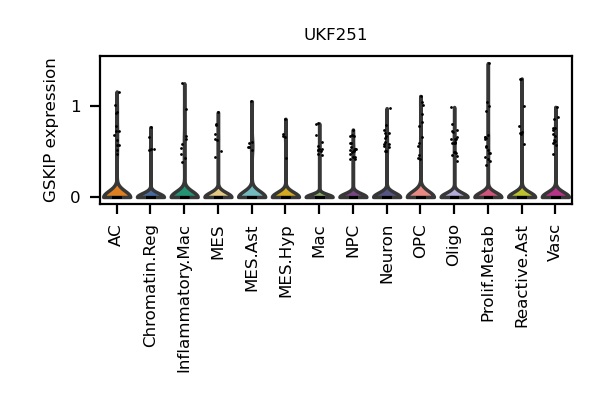 UKF251
GSKIP expression
1
0
AC
Chromatin.Reg
Inflammatory.Mac
MES
MES.Ast
MES.Hyp
Mac
NPC
Neuron
OPC
Oligo
Prolif.Metab
Reactive.Ast
Vasc